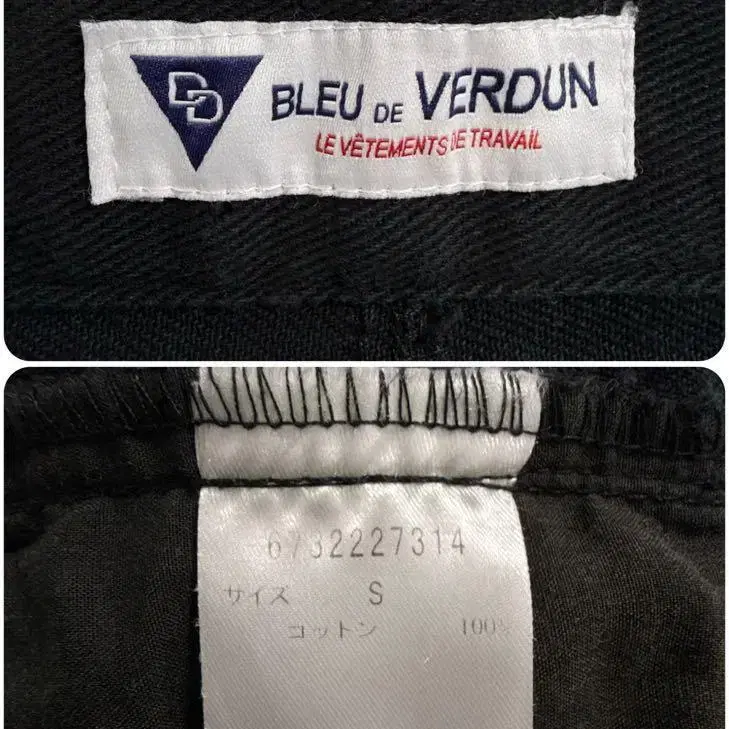 DD
BLEU DE VERDUN
LE VÊTEMENTS DE TRAVAIL
6732227314
サイズ S
コットン 100%